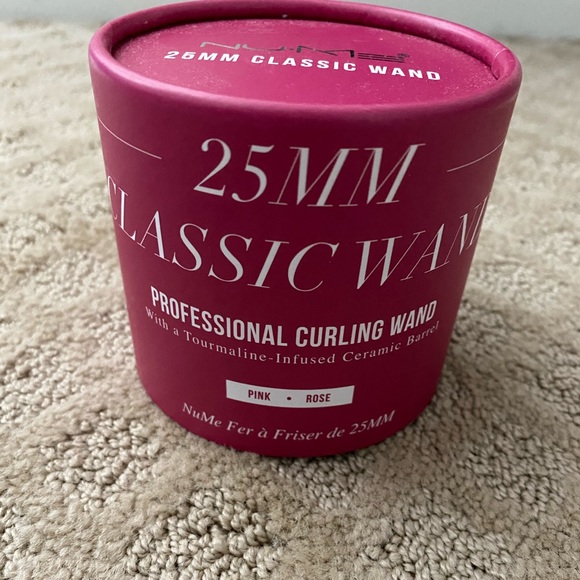 NUME
25MM CLASSIC WAND
25MM
CLASSIC WAND
PROFESSIONAL CURLING WAND
With a Tourmaline-Infused Ceramic Barrel
PINK • ROSE
NuMe Fer à Friser de 25MM